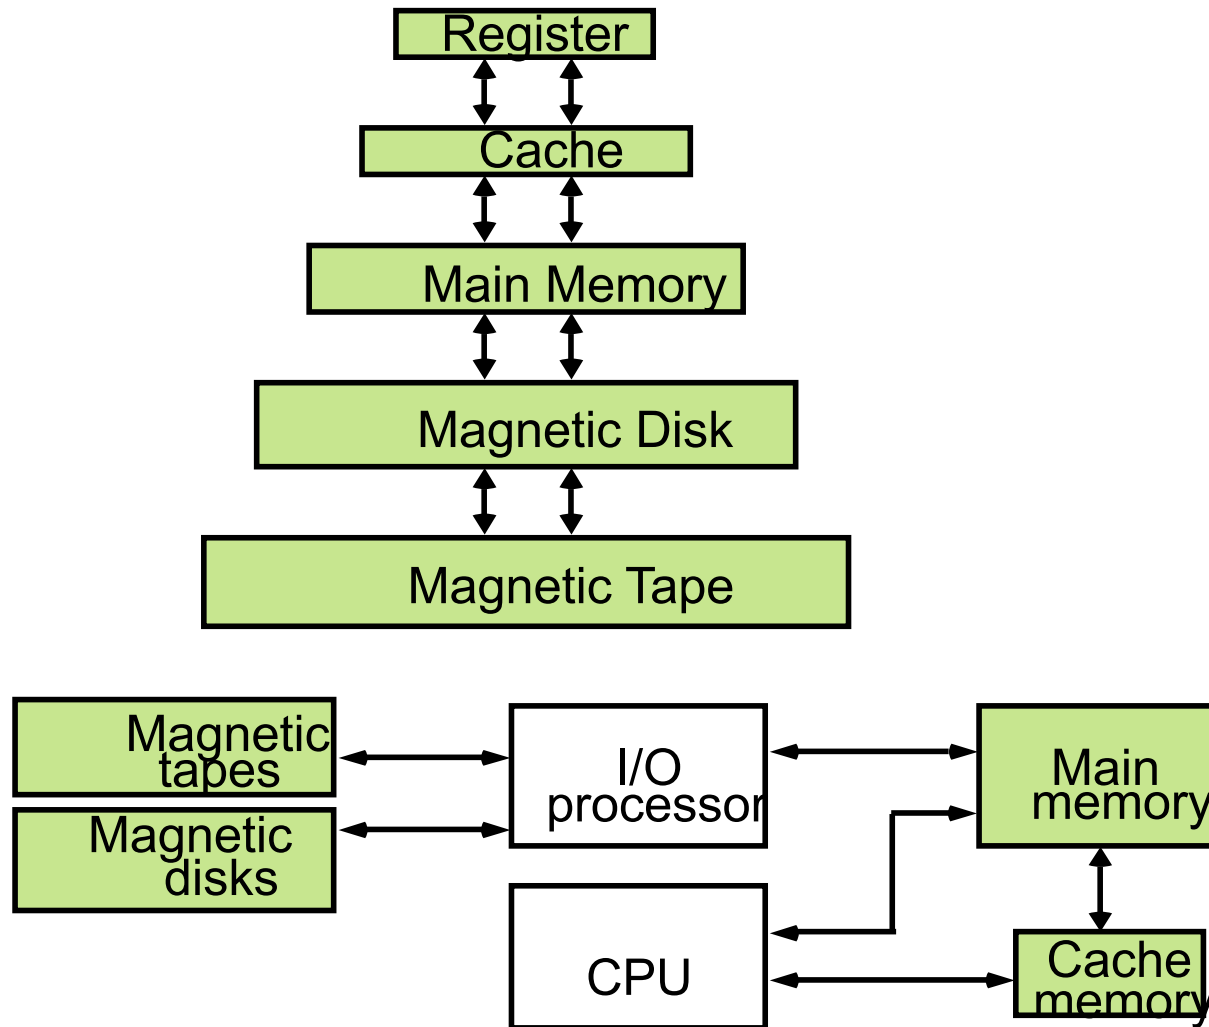 Register
Cache
Main Memory
Magnetic Disk
Magnetic Tape
Magnetic
tapes
Magnetic
disks
I/O
processor
CPU
Main
memory
Cache
memory